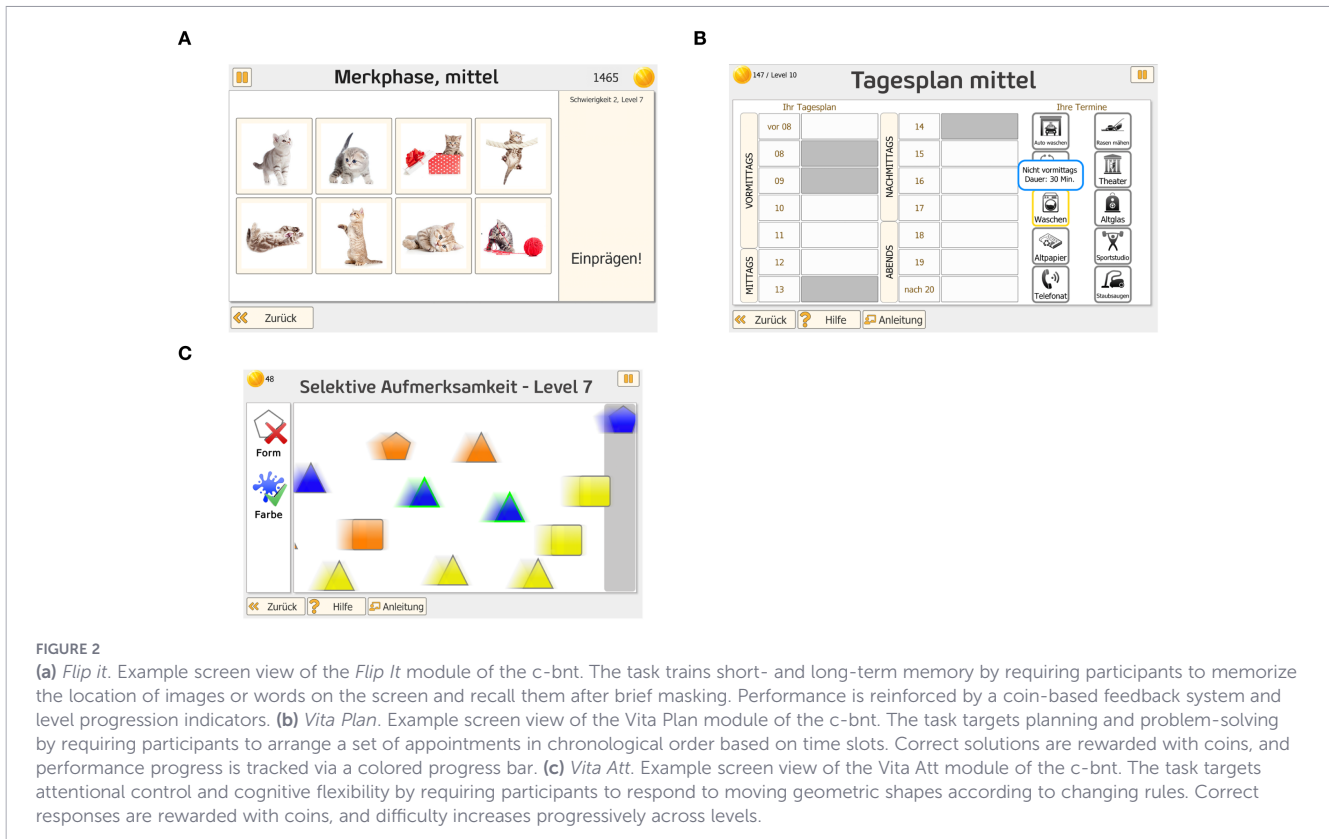 A
Merkphase, mittel
1465
Schwierigkeit 2, Level 7
Einprägen!
Zurück
B
147 / Level 10
Tagesplan mittel
Ihr Tagesplan
Ihre Termine
VORMITTAGS
vor 08
08
09
10
11
MITTAGS
12
13
NACHMITTAGS
14
15
16
17
ABENDS
18
19
nach 20
Auto waschen
Rasen mähen
Nicht vormittags
Dauer: 30 Min.
Theater
Waschen
Altglas
Altpapier
Sportstudio
Telefonat
Staubsaugen
Zurück
Hilfe
Anleitung
C
48
Selektive Aufmerksamkeit - Level 7
Form
Farbe
Zurück
Hilfe
Anleitung
FIGURE 2
(a) Flip it. Example screen view of the Flip It module of the c-bnt. The task trains short- and long-term memory by requiring participants to memorize
the location of images or words on the screen and recall them after brief masking. Performance is reinforced by a coin-based feedback system and
level progression indicators. (b) Vita Plan. Example screen view of the Vita Plan module of the c-bnt. The task targets planning and problem-solving
by requiring participants to arrange a set of appointments in chronological order based on time slots. Correct solutions are rewarded with coins, and
performance progress is tracked via a colored progress bar. (c) Vita Att. Example screen view of the Vita Att module of the c-bnt. The task targets
attentional control and cognitive flexibility by requiring participants to respond to moving geometric shapes according to changing rules. Correct
responses are rewarded with coins, and difficulty increases progressively across levels.